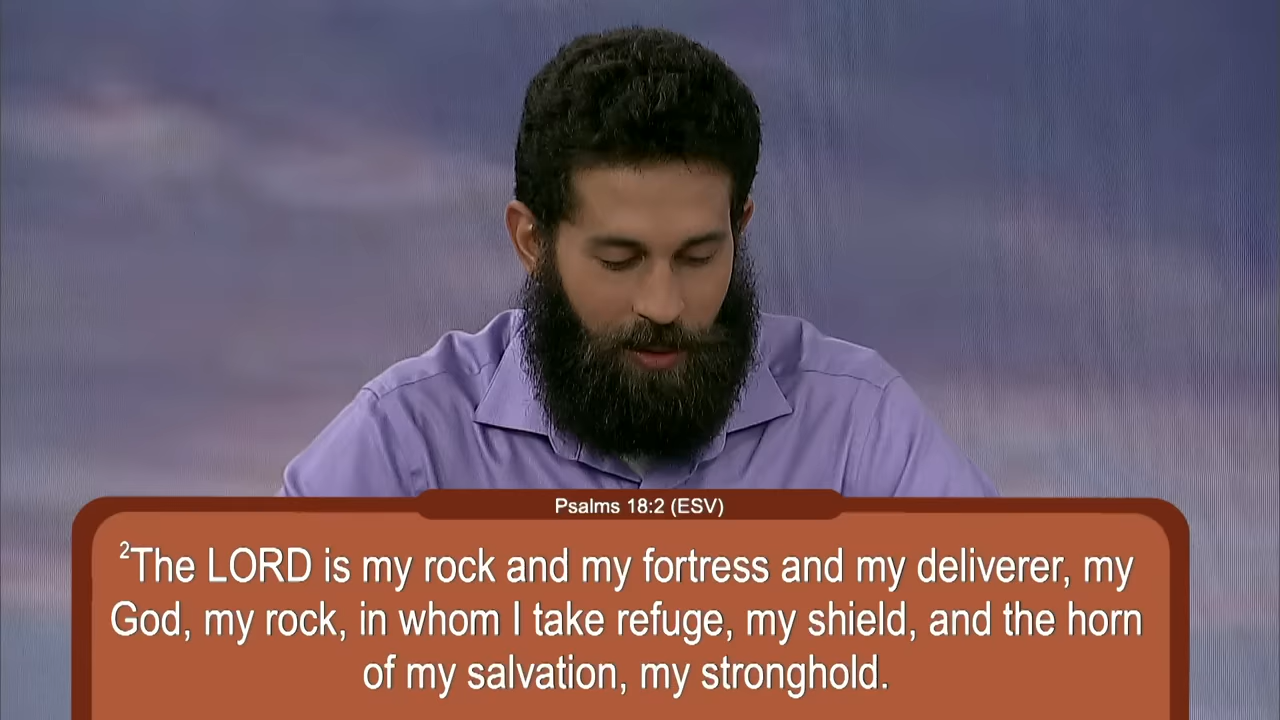 Psalms 18:2 (ESV)
²The LORD is my rock and my fortress and my deliverer, my
God, my rock, in whom I take refuge, my shield, and the horn
of my salvation, my stronghold.